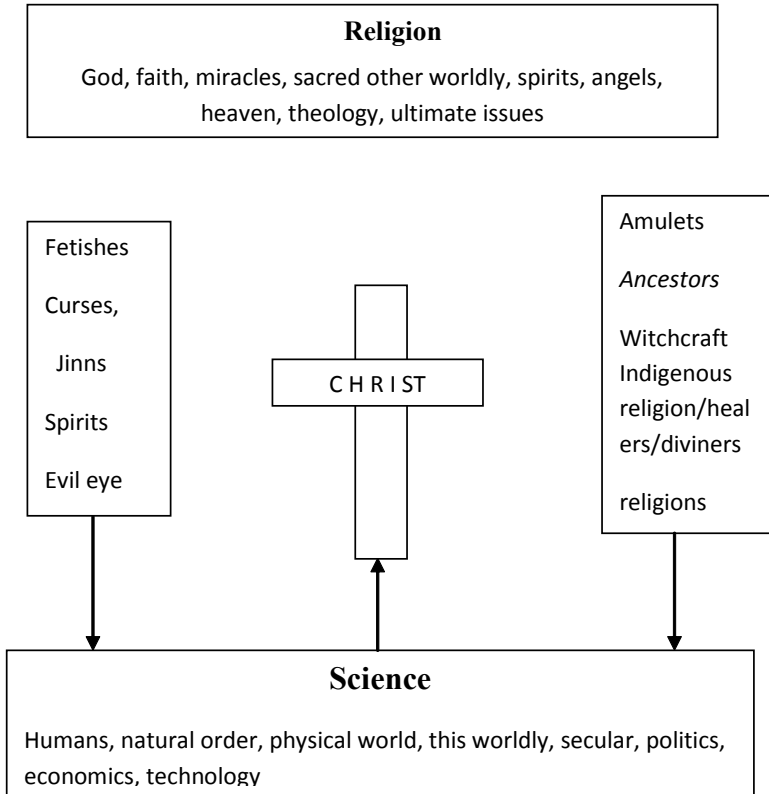 Religion
God, faith, miracles, sacred other worldly, spirits, angels,
heaven, theology, ultimate issues
Fetishes
Curses,
Jinns
Spirits
Evil eye
C H R I ST
Amulets
Ancestors
Witchcraft
Indigenous
religion/heal
ers/diviners
religions
Science
Humans, natural order, physical world, this worldly, secular, politics,
economics, technology